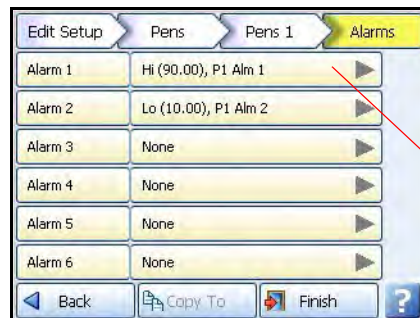 Edit Setup Pens Pens 1 Alarms
Alarm 1 Hi (90.00), P1 Alm 1
Alarm 2 Lo (10.00), P1 Alm 2
Alarm 3 None
Alarm 4 None
Alarm 5 None
Alarm 6 None
Back Copy To Finish ?